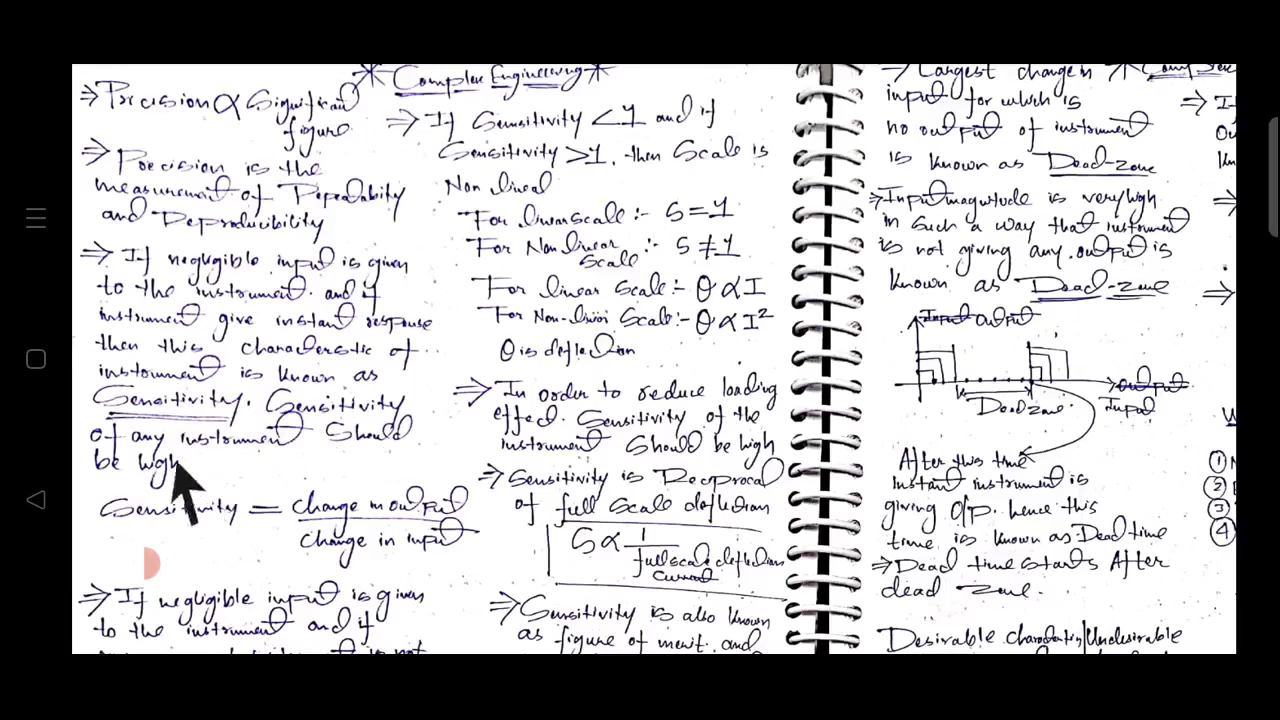 * Complex Engineering *
⇒ Precision ∝ Significant
figure
⇒ Precision is the
measurement of Repeatability
and Reproducibility
⇒ If negligible input is given
to the instrument and if
instrument give instant response
then this characteristic of
instrument is known as
Sensitivity. Sensitivity
of any instrument Should
be high
Sensitivity = change in output
change in input
⇒ If negligible input is given
to the instrument and if
⇒ If Sensitivity < 1 and if
Sensitivity > 1, then Scale is
Non linear
For linear scale :- S = 1
For Non linear Scale :- S ≠ 1
For linear Scale :- θ ∝ I
For Non-linear Scale :- θ ∝ I²
θ is deflection
⇒ In order to reduce loading
effect. Sensitivity of the
instrument Should be high
⇒ Sensitivity is Reciprocal
of full Scale deflection
S ∝ 1
full scale deflection
current
⇒ Sensitivity is also known
as figure of merit. and
⇒ Largest change in
input for which is
no output of instrument
is known as Dead-zone
⇒ Input magnitude is very high
in such a way that instrument
is not giving any output is
known as Dead-zone
Input Output
output
Input
Dead zone.
After this time
instant instrument is
giving O/p. hence this
time is known as Dead time
⇒ Dead time starts After
dead zone.
Desirable / Undesirable
* Complex
⇒ If
⇒
⇒
①
②
③
④